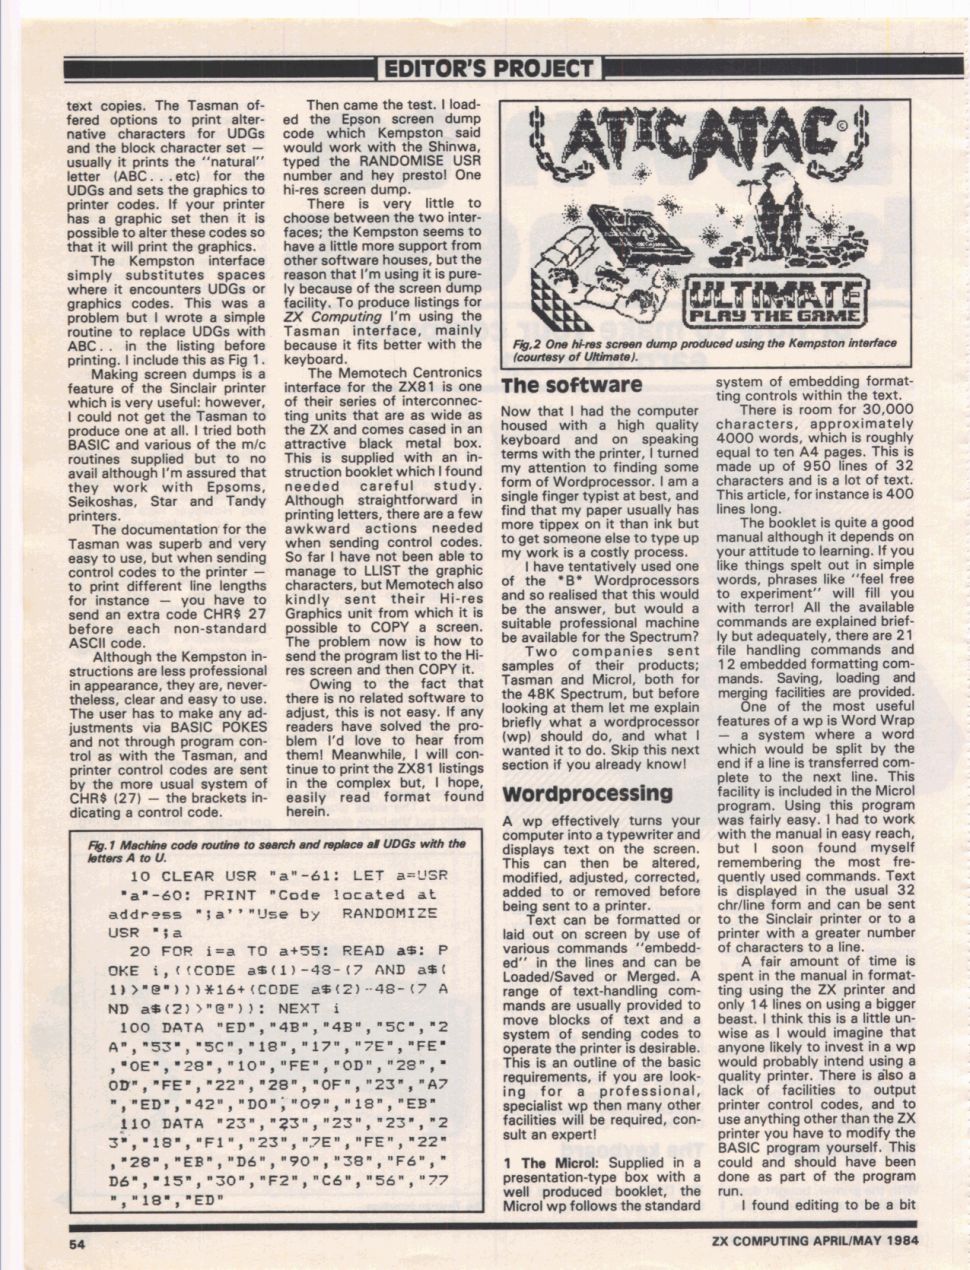 EDITOR'S PROJECT
text copies. The Tasman of-
fered options to print alter-
native characters for UDGs
and the block character set —
usually it prints the "natural"
letter (ABC...etc) for the
UDGs and sets the graphics to
printer codes. If your printer
has a graphic set then it is
possible to alter these codes so
that it will print the graphics.
The Kempston interface
simply substitutes spaces
where it encounters UDGs or
graphics codes. This was a
problem but I wrote a simple
routine to replace UDGs with
ABC.. in the listing before
printing. I include this as Fig 1.
Making screen dumps is a
feature of the Sinclair printer
which is very useful: however,
I could not get the Tasman to
produce one at all. I tried both
BASIC and various of the m/c
routines supplied but to no
avail although I'm assured that
they work with Epsoms,
Seikoshas, Star and Tandy
printers.
The documentation for the
Tasman was superb and very
easy to use, but when sending
control codes to the printer —
to print different line lengths
for instance — you have to
send an extra code CHR$ 27
before each non-standard
ASCII code.
Although the Kempston in-
structions are less professional
in appearance, they are, never-
theless, clear and easy to use.
The user has to make any ad-
justments via BASIC POKES
and not through program con-
trol as with the Tasman, and
printer control codes are sent
by the more usual system of
CHR$ (27) — the brackets in-
dicating a control code.
Then came the test. I load-
ed the Epson screen dump
code which Kempston said
would work with the Shinwa,
typed the RANDOMISE USR
number and hey presto! One
hi-res screen dump.
There is very little to
choose between the two inter-
faces; the Kempston seems to
have a little more support from
other software houses, but the
reason that I'm using it is pure-
ly because of the screen dump
facility. To produce listings for
ZX Computing I'm using the
Tasman interface, mainly
because it fits better with the
keyboard.
The Memotech Centronics
interface for the ZX81 is one
of their series of interconnec-
ting units that are as wide as
the ZX and comes cased in an
attractive black metal box.
This is supplied with an in-
struction booklet which I found
needed careful study.
Although straightforward in
printing letters, there are a few
awkward actions needed
when sending control codes.
So far I have not been able to
manage to LLIST the graphic
characters, but Memotech also
kindly sent their Hi-res
Graphics unit from which it is
possible to COPY a screen.
The problem now is how to
send the program list to the Hi-
res screen and then COPY it.
Owing to the fact that
there is no related software to
adjust, this is not easy. If any
readers have solved the pro-
blem I'd love to hear from
them! Meanwhile, I will con-
tinue to print the ZX81 listings
in the complex but, I hope,
easily read format found
herein.
Fig.1 Machine code routine to search and replace all UDGs with the
letters A to U.
10 CLEAR USR "a"-61: LET a=USR
"a"-60: PRINT "Code located at
address ";a''"Use by  RANDOMIZE
USR ";a
20 FOR i=a TO a+55: READ a$: P
OKE i,((CODE a$(1)-48-(7 AND a$(
1)>"@")))*16+(CODE a$(2)-48-(7 A
ND a$(2)>"@")): NEXT i
100 DATA "ED","4B","4B","5C","2
A","53","5C","18","17","7E","FE"
,"0E","28","10","FE","0D","28","
0D","FE","22","28","0F","23","A7
","ED","42","D0","09","18","EB"
110 DATA "23","23","23","23","2
3","18","F1","23","7E","FE","22"
,"28","EB","D6","90","38","F6","
D6","15","30","F2","C6","56","77
","18","ED"
ATICATAC ©
ULTIMATE
PLAY THE GAME
Fig,2 One hi-res screen dump produced using the Kempston interface
(courtesy of Ultimate).
The software
Now that I had the computer
housed with a high quality
keyboard and on speaking
terms with the printer, I turned
my attention to finding some
form of Wordprocessor. I am a
single finger typist at best, and
find that my paper usually has
more tippex on it than ink but
to get someone else to type up
my work is a costly process.
I have tentatively used one
of the *B* Wordprocessors
and so realised that this would
be the answer, but would a
suitable professional machine
be available for the Spectrum?
Two companies sent
samples of their products;
Tasman and Microl, both for
the 48K Spectrum, but before
looking at them let me explain
briefly what a wordprocessor
(wp) should do, and what I
wanted it to do. Skip this next
section if you already know!
Wordprocessing
A wp effectively turns your
computer into a typewriter and
displays text on the screen.
This can then be altered,
modified, adjusted, corrected,
added to or removed before
being sent to a printer.
Text can be formatted or
laid out on screen by use of
various commands "embedd-
ed" in the lines and can be
Loaded/Saved or Merged. A
range of text-handling com-
mands are usually provided to
move blocks of text and a
system of sending codes to
operate the printer is desirable.
This is an outline of the basic
requirements, if you are look-
ing for a professional,
specialist wp then many other
facilities will be required, con-
sult an expert!
1 The Microl: Supplied in a
presentation-type box with a
well produced booklet, the
Microl wp follows the standard
system of embedding format-
ting controls within the text.
There is room for 30,000
characters, approximately
4000 words, which is roughly
equal to ten A4 pages. This is
made up of 950 lines of 32
characters and is a lot of text.
This article, for instance is 400
lines long.
The booklet is quite a good
manual although it depends on
your attitude to learning. If you
like things spelt out in simple
words, phrases like "feel free
to experiment" will fill you
with terror! All the available
commands are explained brief-
ly but adequately, there are 21
file handling commands and
12 embedded formatting com-
mands. Saving, loading and
merging facilities are provided.
One of the most useful
features of a wp is Word Wrap
— a system where a word
which would be split by the
end if a line is transferred com-
plete to the next line. This
facility is included in the Microl
program. Using this program
was fairly easy. I had to work
with the manual in easy reach,
but I soon found myself
remembering the most fre-
quently used commands. Text
is displayed in the usual 32
chr/line form and can be sent
to the Sinclair printer or to a
printer with a greater number
of characters to a line.
A fair amount of time is
spent in the manual in format-
ting using the ZX printer and
only 14 lines on using a bigger
beast. I think this is a little un-
wise as I would imagine that
anyone likely to invest in a wp
would probably intend using a
quality printer. There is also a
lack of facilities to output
printer control codes, and to
use anything other than the ZX
printer you have to modify the
BASIC program yourself. This
could and should have been
done as part of the program
run.
I found editing to be a bit
54
ZX COMPUTING APRIL/MAY 1984